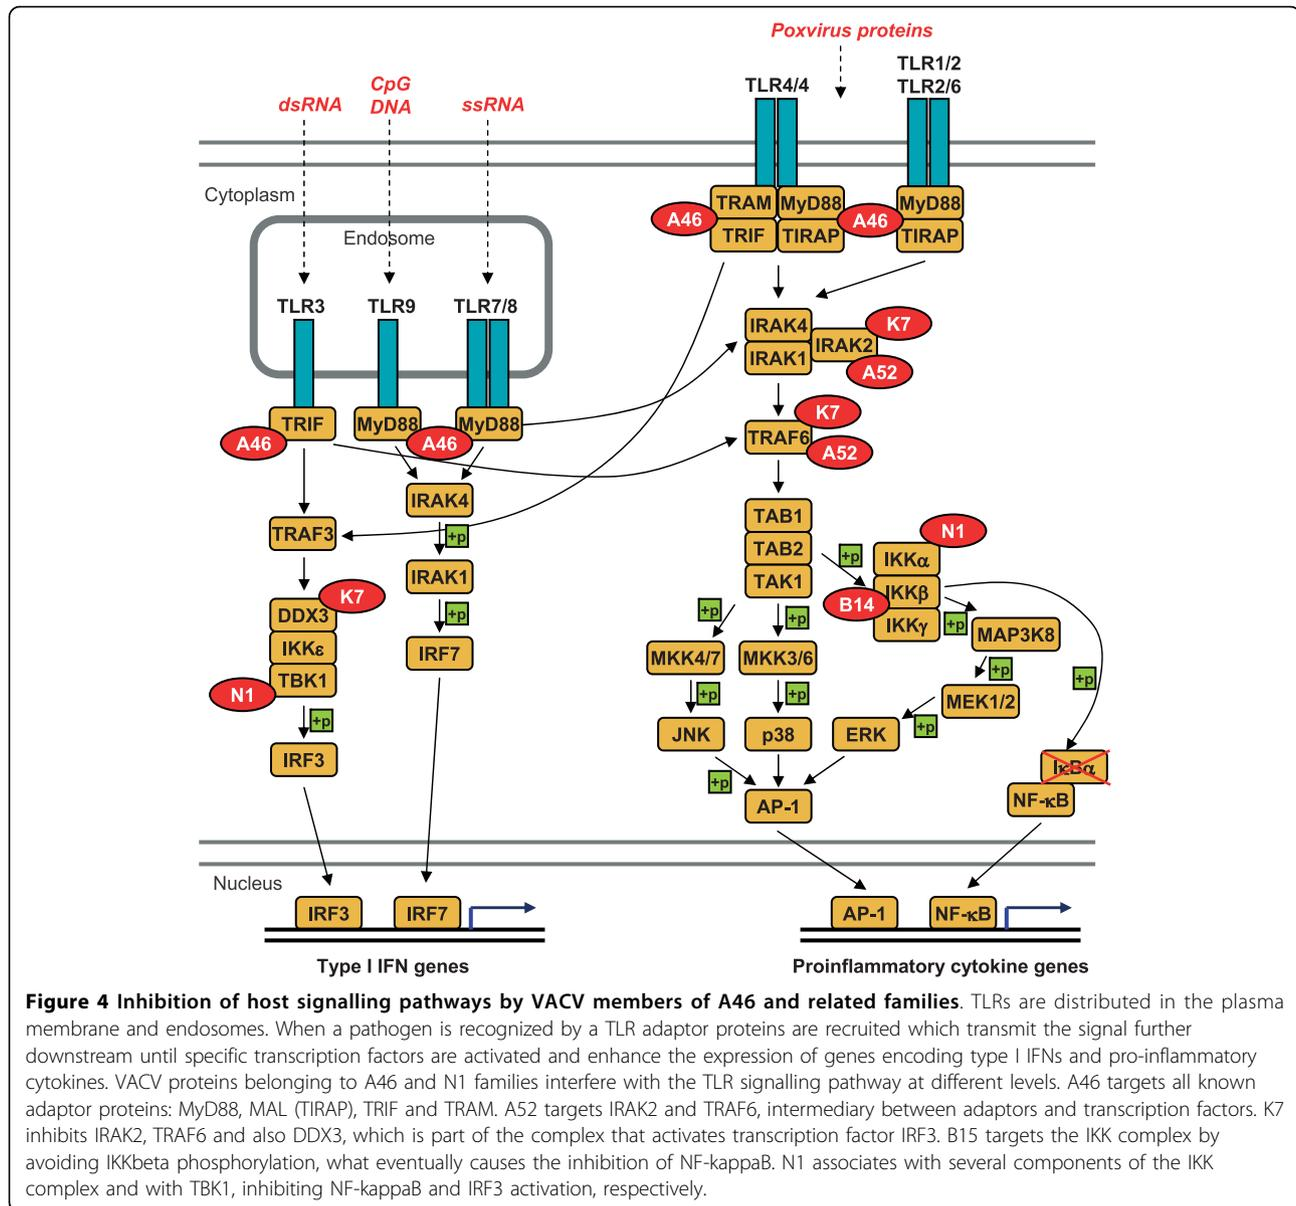 Poxvirus proteins
TLR1/2
TLR4/4
TLR2/6
CpG
dsRNA
DNA
ssRNA
Cytoplasm
TRAM
MyD88
MyD88
A46
A46
TRIF
TIRAP
TIRAP
Endosome
TLR3
TLR9
TLR7/8
IRAK4
K7
IRAK2
IRAK1
A52
TRIF
MyD88
MyD88
K7
A46
A46
TRAF6
A52
IRAK4
TRAF3
+p
TAB1
N1
TAB2
+p
IKKα
IRAK1
TAK1
K7
IKKβ
B14
DDX3
+p
+p
+p
IKKγ
+p
MAP3K8
IKKε
IRF7
MKK4/7
MKK3/6
+p
TBK1
+p
N1
+p
+p
MEK1/2
+p
+p
JNK
p38
ERK
IRF3
IκBα
+p
AP-1
NF-κB
Nucleus
IRF3
IRF7
AP-1
NF-κB
Type I IFN genes
Proinflammatory cytokine genes
Figure 4 Inhibition of host signalling pathways by VACV members of A46 and related families. TLRs are distributed in the plasma
membrane and endosomes. When a pathogen is recognized by a TLR adaptor proteins are recruited which transmit the signal further
downstream until specific transcription factors are activated and enhance the expression of genes encoding type I IFNs and pro-inflammatory
cytokines. VACV proteins belonging to A46 and N1 families interfere with the TLR signalling pathway at different levels. A46 targets all known
adaptor proteins: MyD88, MAL (TIRAP), TRIF and TRAM. A52 targets IRAK2 and TRAF6, intermediary between adaptors and transcription factors. K7
inhibits IRAK2, TRAF6 and also DDX3, which is part of the complex that activates transcription factor IRF3. B15 targets the IKK complex by
avoiding IKKbeta phosphorylation, what eventually causes the inhibition of NF-kappaB. N1 associates with several components of the IKK
complex and with TBK1, inhibiting NF-kappaB and IRF3 activation, respectively.